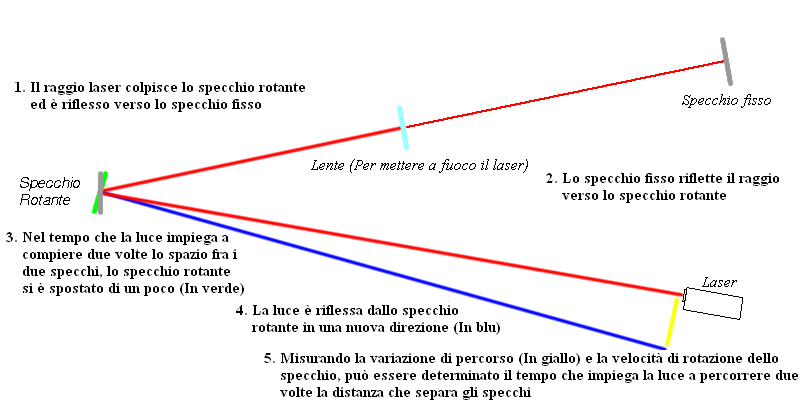 1. Il raggio laser colpisce lo specchio rotante
ed è riflesso verso lo specchio fisso
Specchio fisso
Lente (Per mettere a fuoco il laser)
2. Lo specchio fisso riflette il raggio
verso lo specchio rotante
Specchio
Rotante
3. Nel tempo che la luce impiega a
compiere due volte lo spazio fra i
due specchi, lo specchio rotante
si è spostato di un poco (In verde)
Laser
4. La luce è riflessa dallo specchio
rotante in una nuova direzione (In blu)
5. Misurando la variazione di percorso (In giallo) e la velocità di rotazione dello
specchio, può essere determinato il tempo che impiega la luce a percorrere due
volte la distanza che separa gli specchi